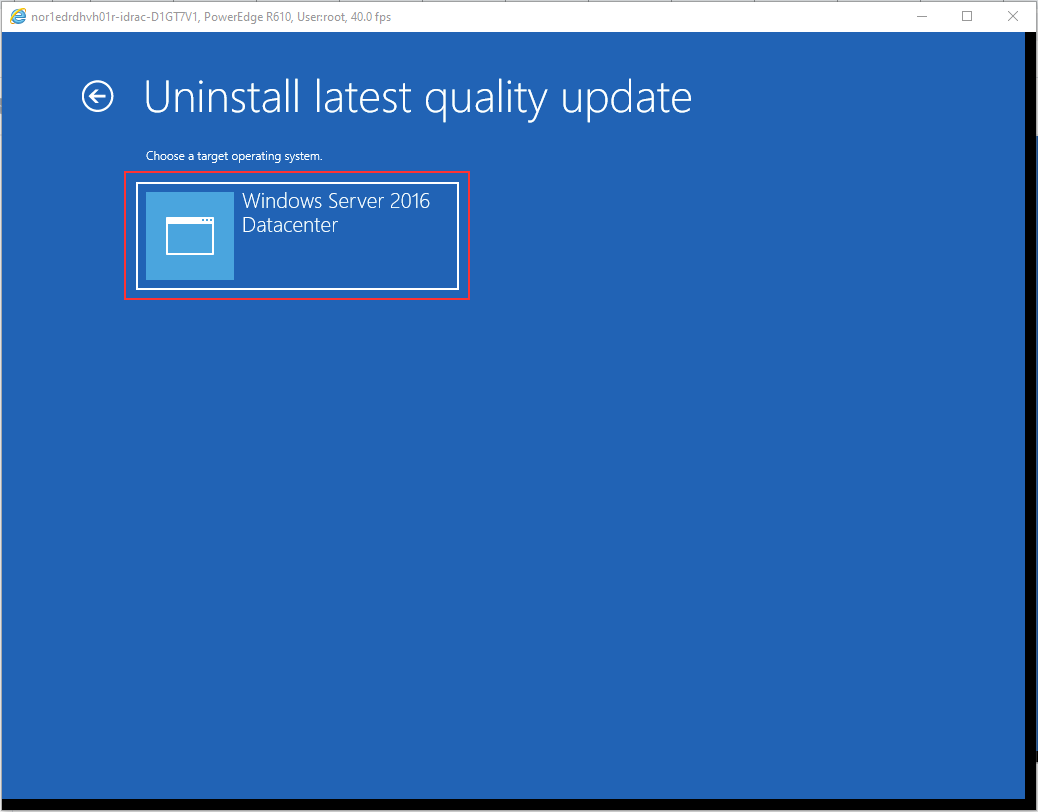 nor1edrdhvh01r-idrac-D1GT7V1, PowerEdge R610, User:root, 40.0 fps
Uninstall latest quality update
Choose a target operating system.
Windows Server 2016
Datacenter